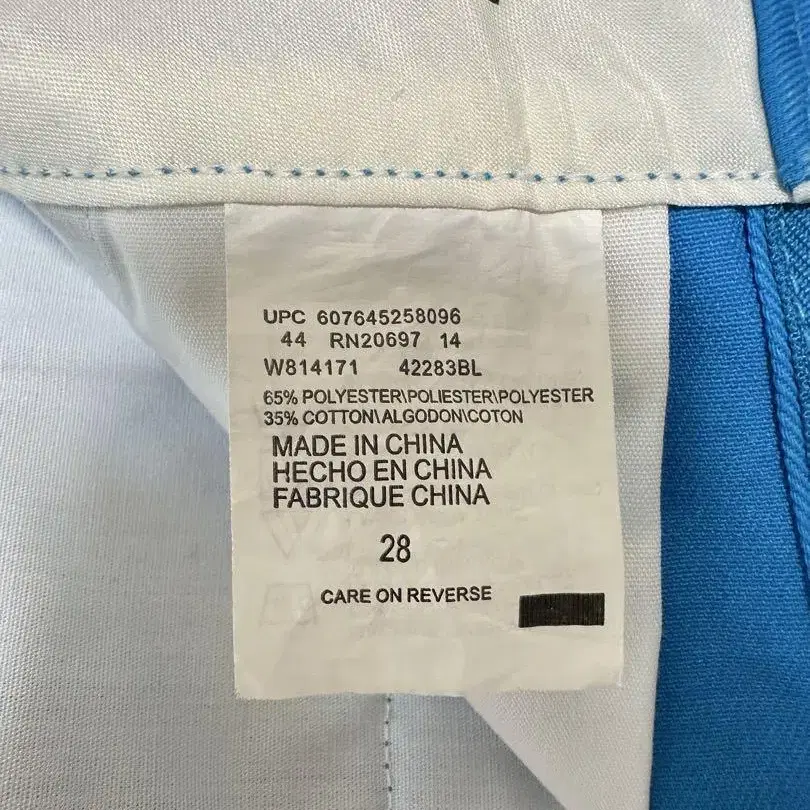 UPC 607645258096
44 RN20697 14
W814171 42283BL
65% POLYESTER\POLIESTER\POLYESTER
35% COTTON\ALGODON\COTON
MADE IN CHINA
HECHO EN CHINA
FABRIQUE CHINA
28
CARE ON REVERSE